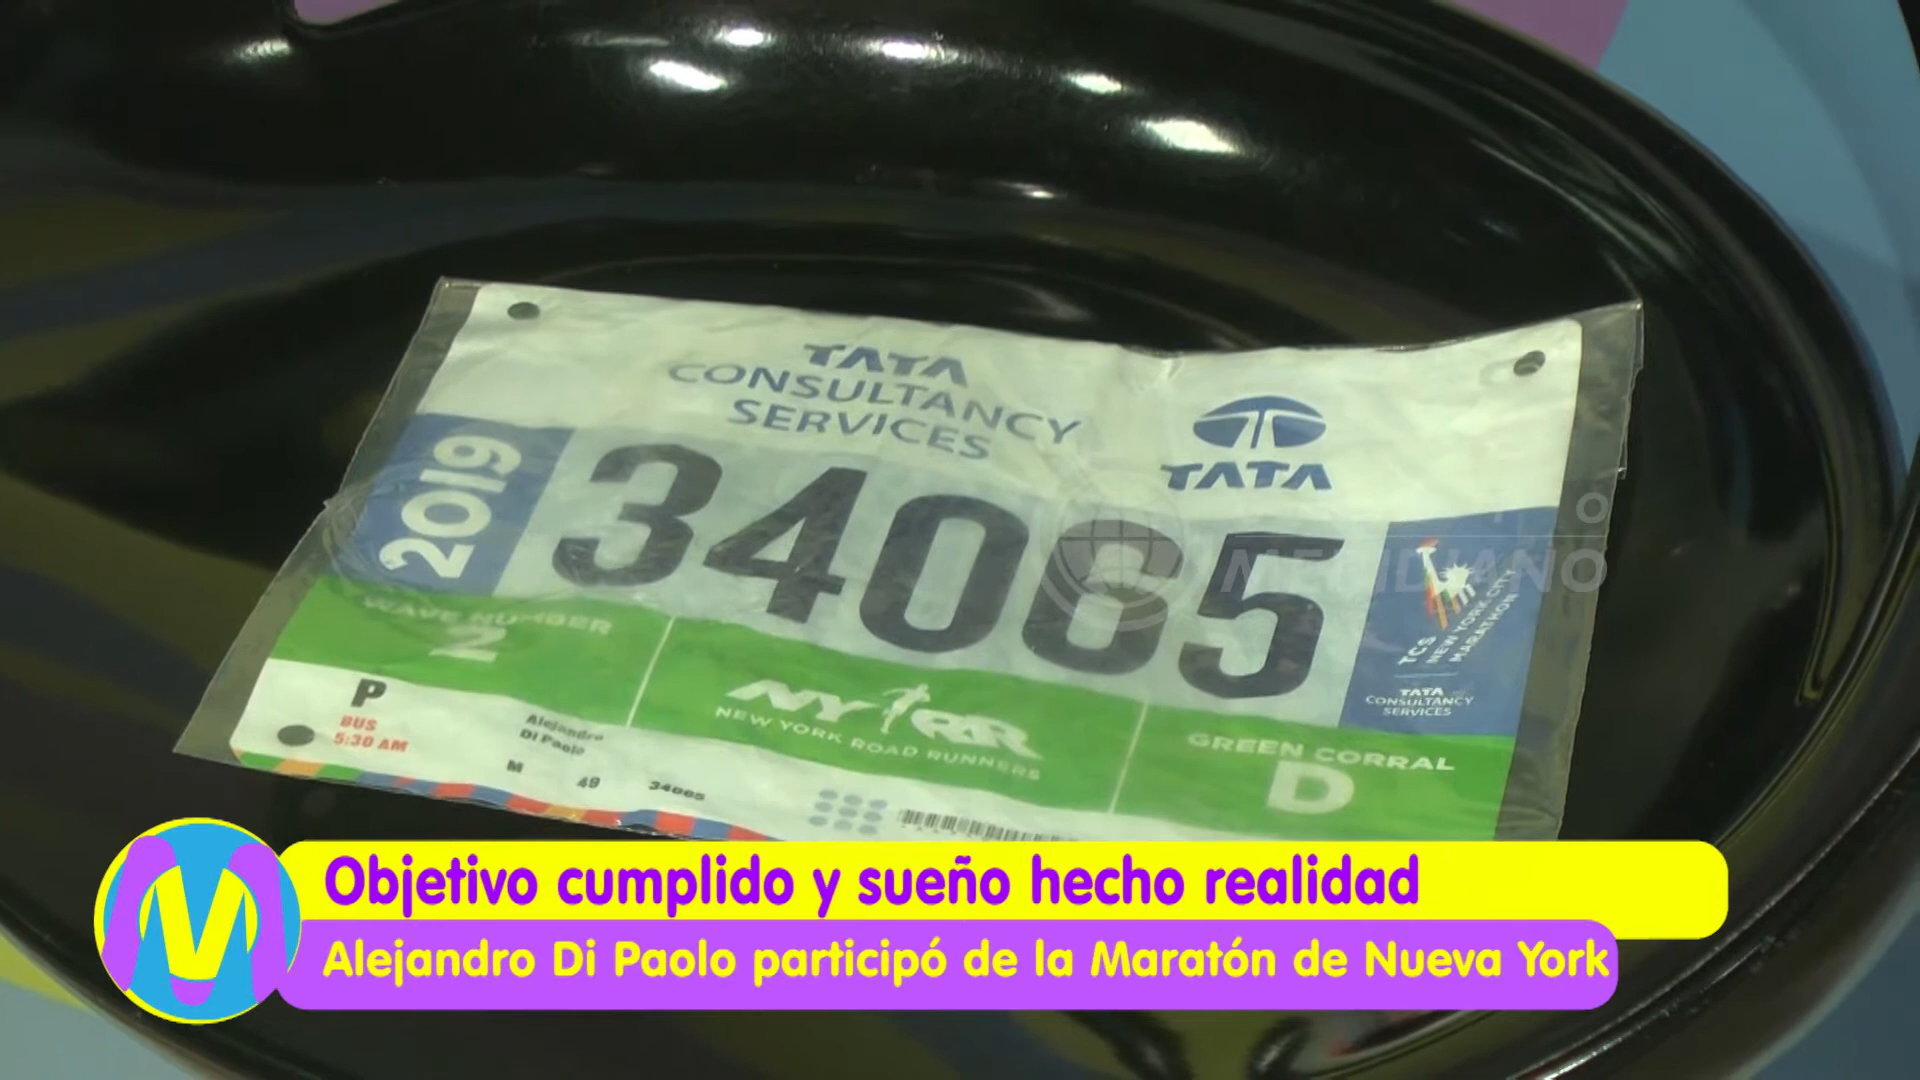 TATA
CONSULTANCY
SERVICES
TATA
2019
34085
WAVE NUMBER
2
NYRR
NEW YORK ROAD RUNNERS
GREEN CORRAL
D
TCS
NEW YORK CITY
MARATHON
TATA
CONSULTANCY
SERVICES
P
BUS
5:30 AM
Alejandro
Di Paolo
M 49 34085
MERIDIANO
Objetivo cumplido y sueño hecho realidad
Alejandro Di Paolo participó de la Maratón de Nueva York